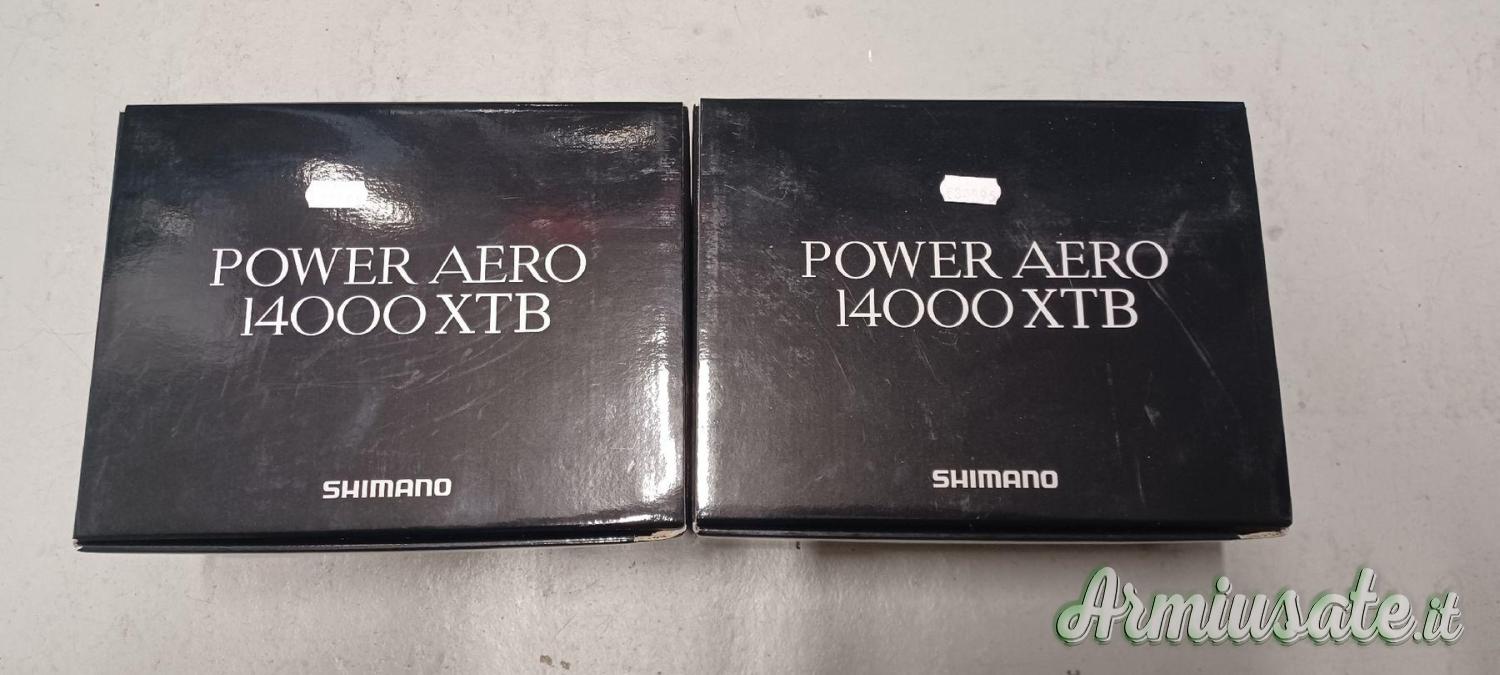 POWER AERO
14000 XTB
SHIMANO
POWER AERO
14000 XTB
SHIMANO
Armiusate.it